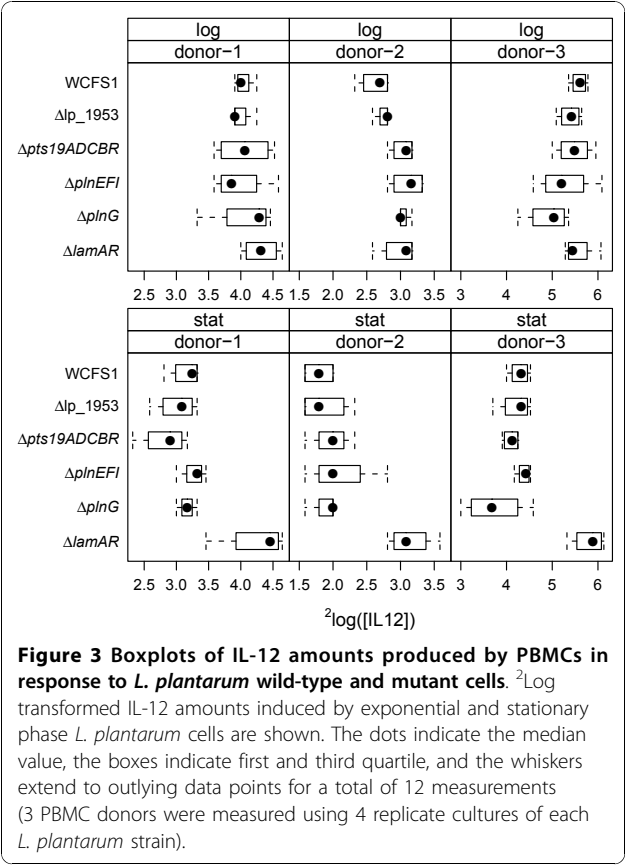 log log log
donor−1 donor−2 donor−3
WCFS1
Δlp_1953
Δpts19ADCBR
ΔplnEFI
ΔplnG
ΔlamAR
2.5 3.0 3.5 4.0 4.5 1.5 2.0 2.5 3.0 3.5 3 4 5 6
stat stat stat
donor−1 donor−2 donor−3
WCFS1
Δlp_1953
Δpts19ADCBR
ΔplnEFI
ΔplnG
ΔlamAR
2.5 3.0 3.5 4.0 4.5 1.5 2.0 2.5 3.0 3.5 3 4 5 6
²log([IL12])
Figure 3 Boxplots of IL-12 amounts produced by PBMCs in
response to L. plantarum wild-type and mutant cells. ²Log
transformed IL-12 amounts induced by exponential and stationary
phase L. plantarum cells are shown. The dots indicate the median
value, the boxes indicate first and third quartile, and the whiskers
extend to outlying data points for a total of 12 measurements
(3 PBMC donors were measured using 4 replicate cultures of each
L. plantarum strain).